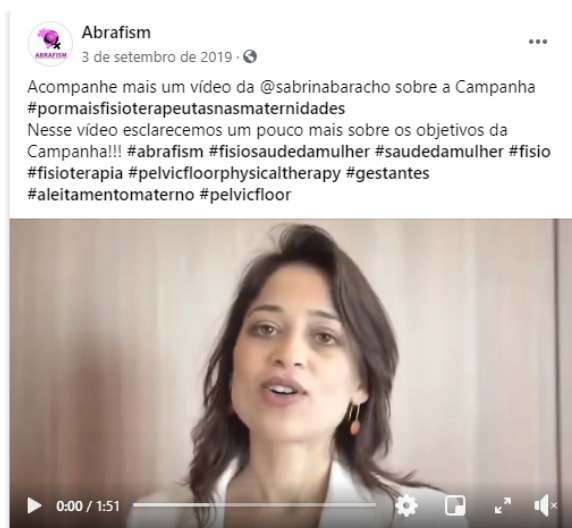 Abrafism
ABRAFISM
3 de setembro de 2019 ·
Acompanhe mais um vídeo da @sabrinabaracho sobre a Campanha
#pormaisfisioterapeutasnasmaternidades
Nesse vídeo esclarecemos um pouco mais sobre os objetivos da
Campanha!!! #abrafism #fisiosaudedamulher #saudedamulher #fisio
#fisioterapia #pelvicfloorphysicaltherapy #gestantes
#aleitamentomaterno #pelvicfloor
0:00 / 1:51